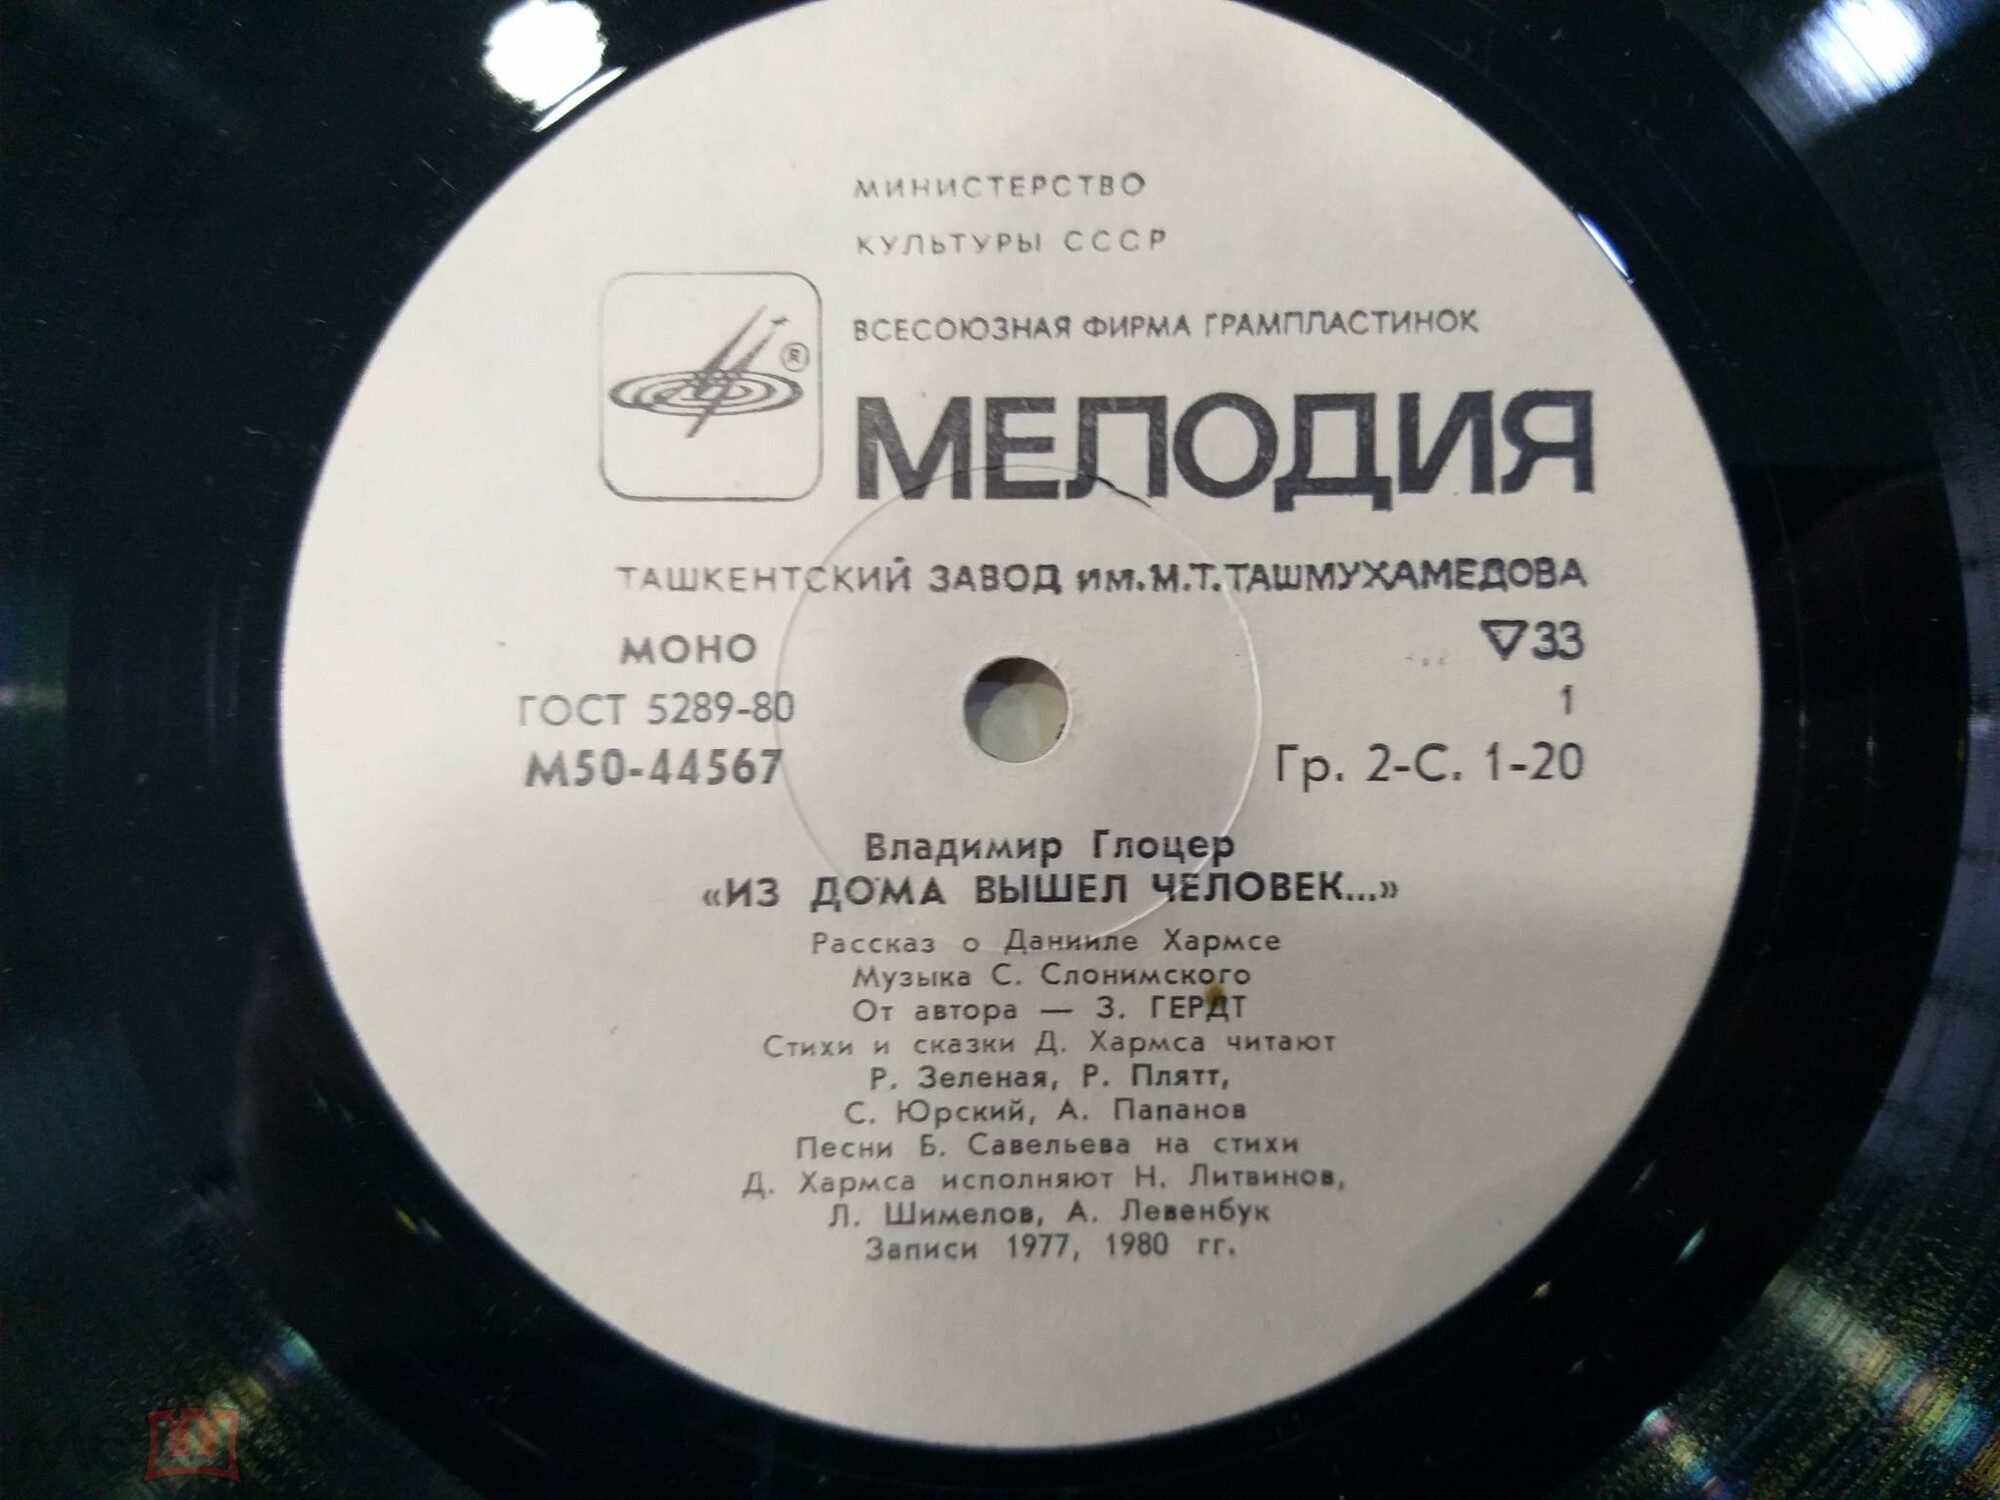 МИНИСТЕРСТВО
КУЛЬТУРЫ СССР
ВСЕСОЮЗНАЯ ФИРМА ГРАМПЛАСТИНОК
®
МЕЛОДИЯ
ТАШКЕНТСКИЙ ЗАВОД им.М.Т.ТАШМУХАМЕДОВА
МОНО
▽33
ГОСТ 5289-80
1
М50-44567
Гр. 2-С. 1-20
Владимир Глоцер
«ИЗ ДОМА ВЫШЕЛ ЧЕЛОВЕК...»
Рассказ о Данииле Хармсе
Музыка С. Слонимского
От автора — З. ГЕРДТ
Стихи и сказки Д. Хармса читают
Р. Зеленая, Р. Плятт,
С. Юрский, А. Папанов
Песни Б. Савельева на стихи
Д. Хармса исполняют Н. Литвинов,
Л. Шимелов, А. Левенбук
Записи 1977, 1980 гг.